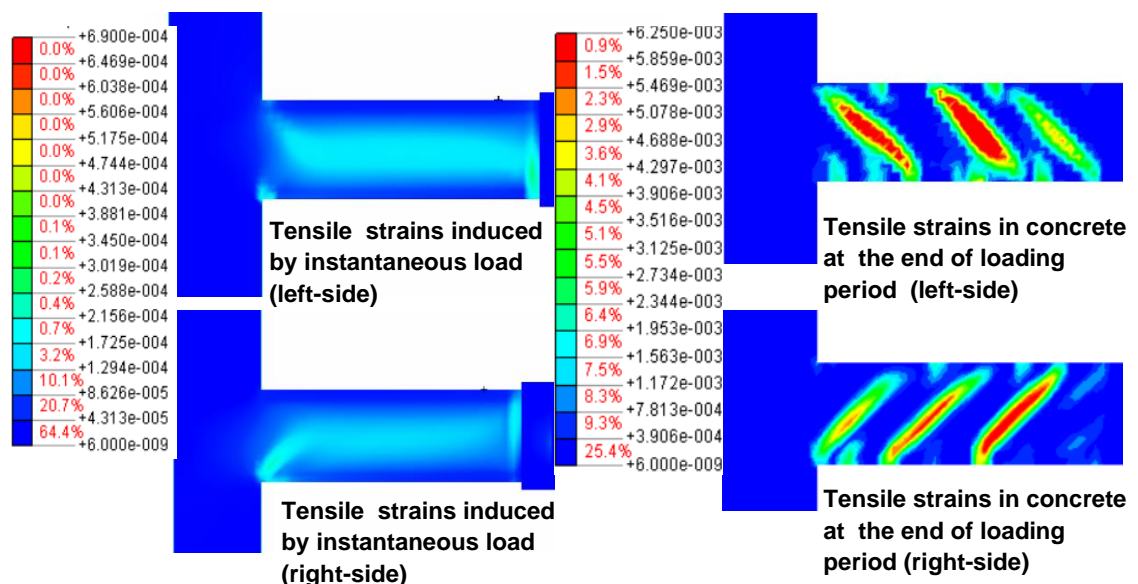 +6.900e-004
0.0%
+6.469e-004
0.0%
+6.038e-004
0.0%
+5.606e-004
0.0%
+5.175e-004
0.0%
+4.744e-004
0.0%
+4.313e-004
0.0%
+3.881e-004
0.1%
+3.450e-004
0.1%
+3.019e-004
0.2%
+2.588e-004
0.4%
+2.156e-004
0.7%
+1.725e-004
3.2%
+1.294e-004
10.1%
+8.626e-005
20.7%
+4.313e-005
64.4%
+6.000e-009
Tensile strains induced
by instantaneous load
(left-side)
Tensile strains induced
by instantaneous load
(right-side)
+6.250e-003
0.9%
+5.859e-003
1.5%
+5.469e-003
2.3%
+5.078e-003
2.9%
+4.688e-003
3.6%
+4.297e-003
4.1%
+3.906e-003
4.5%
+3.516e-003
5.1%
+3.125e-003
5.5%
+2.734e-003
5.9%
+2.344e-003
6.4%
+1.953e-003
6.9%
+1.563e-003
7.5%
+1.172e-003
8.3%
+7.813e-004
9.3%
+3.906e-004
25.4%
+6.000e-009
Tensile strains in concrete
at the end of loading
period (left-side)
Tensile strains in concrete
at the end of loading
period (right-side)